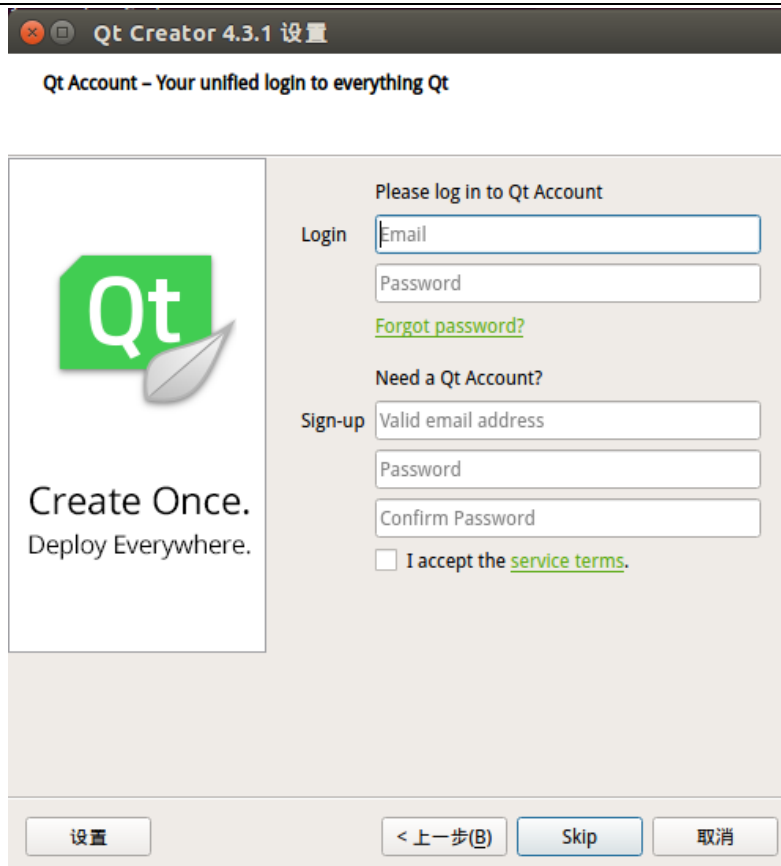 Qt Creator 4.3.1 设置
Qt Account – Your unified login to everything Qt
Qt
Create Once.
Deploy Everywhere.
Please log in to Qt Account
Login Email
Password
Forgot password?
Need a Qt Account?
Sign-up Valid email address
Password
Confirm Password
I accept the service terms.
设置 < 上一步(B) Skip 取消